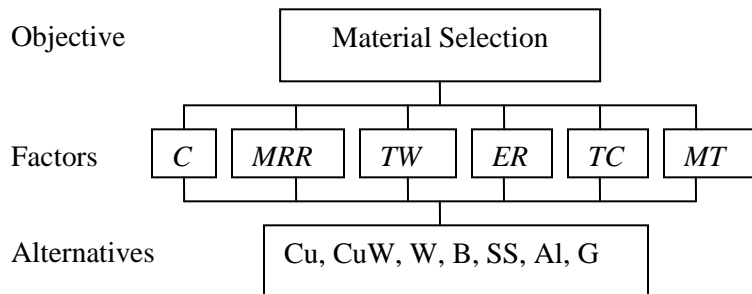 Objective Material Selection
Factors C MRR TW ER TC MT
Alternatives Cu, CuW, W, B, SS, Al, G